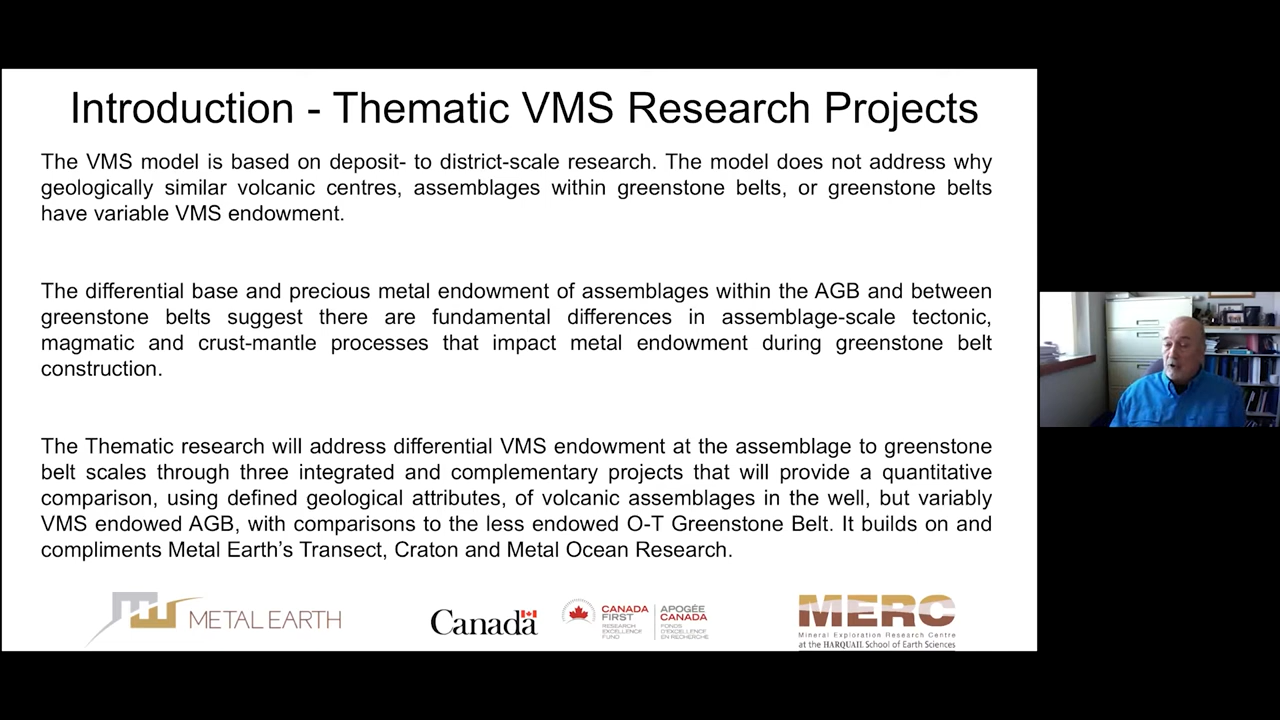 Introduction - Thematic VMS Research Projects
The VMS model is based on deposit- to district-scale research. The model does not address why
geologically similar volcanic centres, assemblages within greenstone belts, or greenstone belts
have variable VMS endowment.
The differential base and precious metal endowment of assemblages within the AGB and between
greenstone belts suggest there are fundamental differences in assemblage-scale tectonic,
magmatic and crust-mantle processes that impact metal endowment during greenstone belt
construction.
The Thematic research will address differential VMS endowment at the assemblage to greenstone
belt scales through three integrated and complementary projects that will provide a quantitative
comparison, using defined geological attributes, of volcanic assemblages in the well, but variably
VMS endowed AGB, with comparisons to the less endowed O-T Greenstone Belt. It builds on and
compliments Metal Earth's Transect, Craton and Metal Ocean Research.
METAL EARTH
Canada
CANADA
FIRST
RESEARCH
EXCELLENCE
FUND
APOGÉE
CANADA
FONDS
D'EXCELLENCE
EN RECHERCHE
MERC
Mineral Exploration Research Centre
at the HARQUAIL School of Earth Sciences